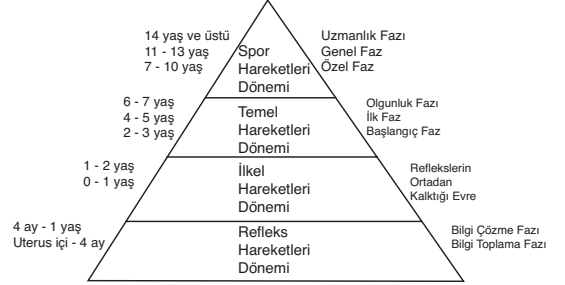 14 yaş ve üstü
11 - 13 yaş
7 - 10 yaş
Spor
Hareketleri
Dönemi
Uzmanlık Fazı
Genel Faz
Özel Faz
6 - 7 yaş
4 - 5 yaş
2 - 3 yaş
Temel
Hareketleri
Dönemi
Olgunluk Fazı
İlk Faz
Başlangıç Faz
1 - 2 yaş
0 - 1 yaş
İlkel
Hareketleri
Dönemi
Reflekslerin
Ortadan
Kalktığı Evre
4 ay - 1 yaş
Uterus içi - 4 ay
Refleks
Hareketleri
Dönemi
Bilgi Çözme Fazı
Bilgi Toplama Fazı